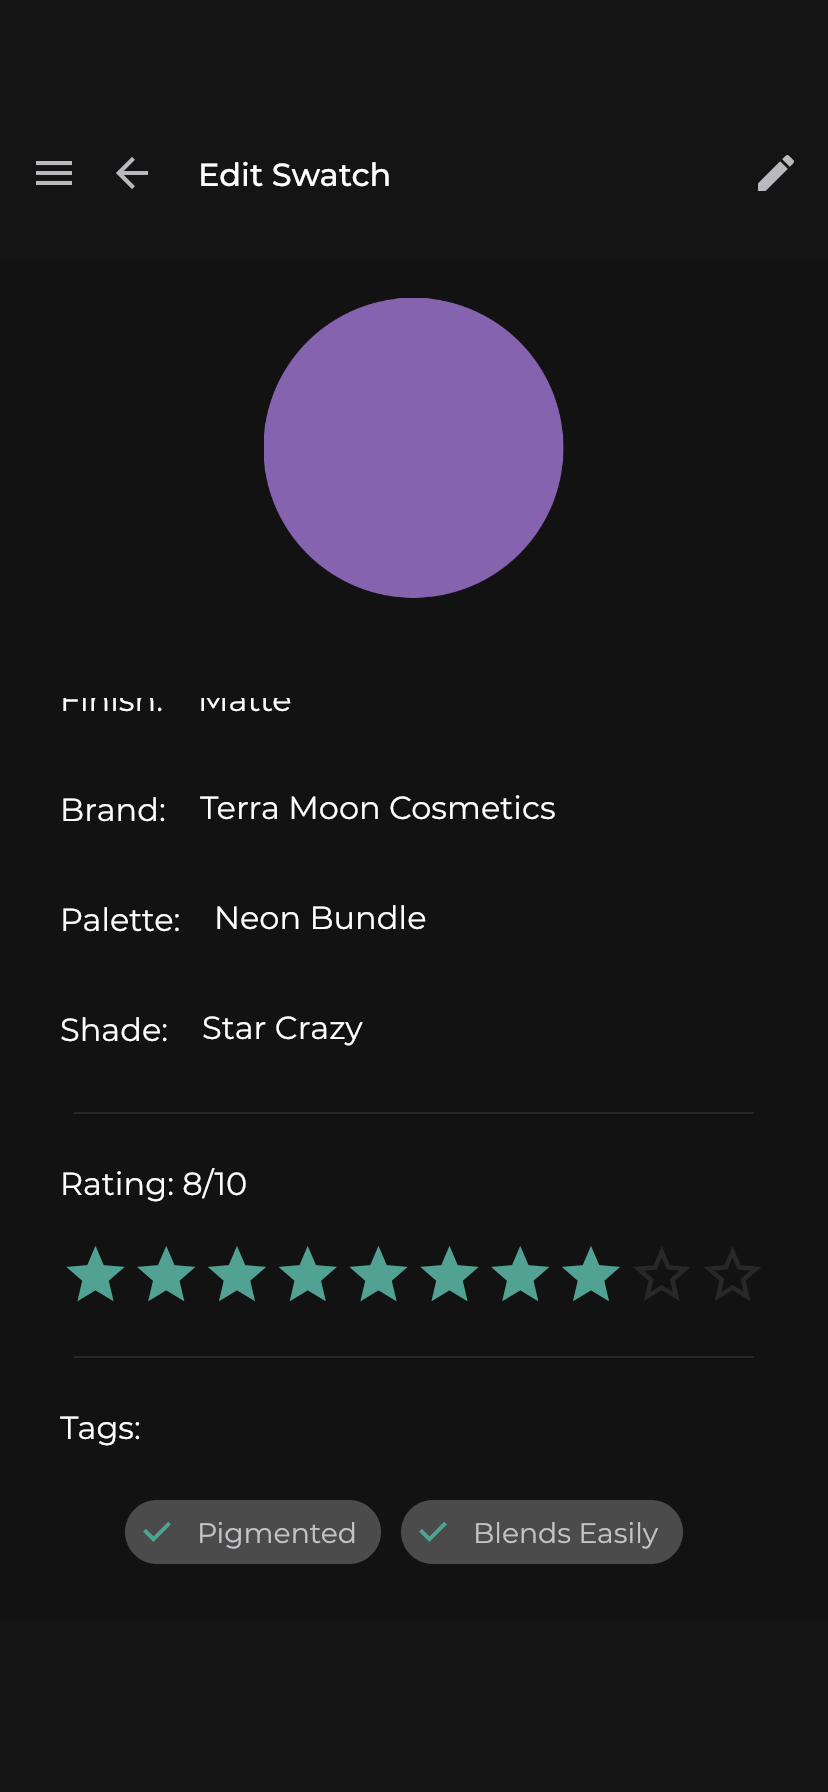 Edit Swatch
Finish: Matte
Brand: Terra Moon Cosmetics
Palette: Neon Bundle
Shade: Star Crazy
Rating: 8/10
Tags:
Pigmented Blends Easily